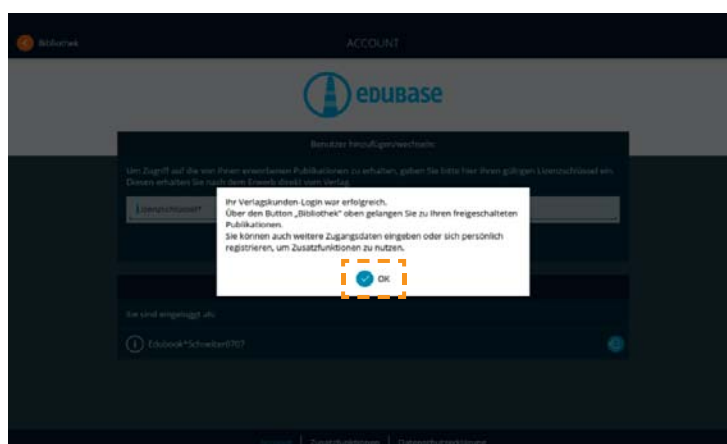 Bibliothek
ACCOUNT
eDUBASE
Benutzer hinzufügen/wechseln:
Um Zugriff auf die von Ihnen erworbenen Publikationen zu erhalten, geben Sie bitte hier Ihren gültigen Lizenzschlüssel ein.
Diesen erhalten Sie nach dem Erwerb direkt vom Verlag.
Lizenzschlüssel*
Ihr Verlagskunden-Login war erfolgreich.
Über den Button „Bibliothek" oben gelangen Sie zu Ihren freigeschalteten
Publikationen.
Sie können auch weitere Zugangsdaten eingeben oder sich persönlich
registrieren, um Zusatzfunktionen zu nutzen.
OK
Sie sind eingeloggt als:
Edubook*Schweiter0707
Zusatzfunktionen | Datenschutzerklärung